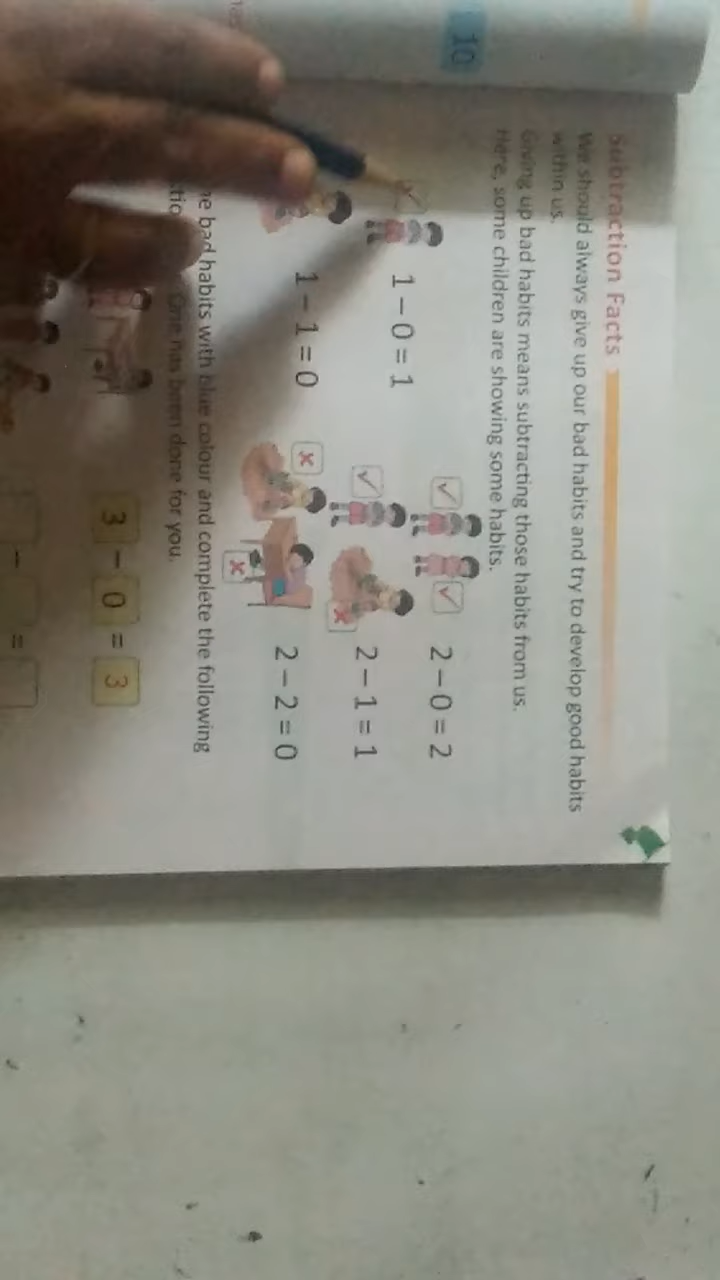 Subtraction Facts
We should always give up our bad habits and try to develop good habits
within us.
Giving up bad habits means subtracting those habits from us.
Here, some children are showing some habits.
1 – 0 = 1
2 – 0 = 2
1 – 1 = 0
2 – 1 = 1
2 – 2 = 0
bad habits with blue colour and complete the following
One has been done for you.
3 – 0 = 3
– =
10